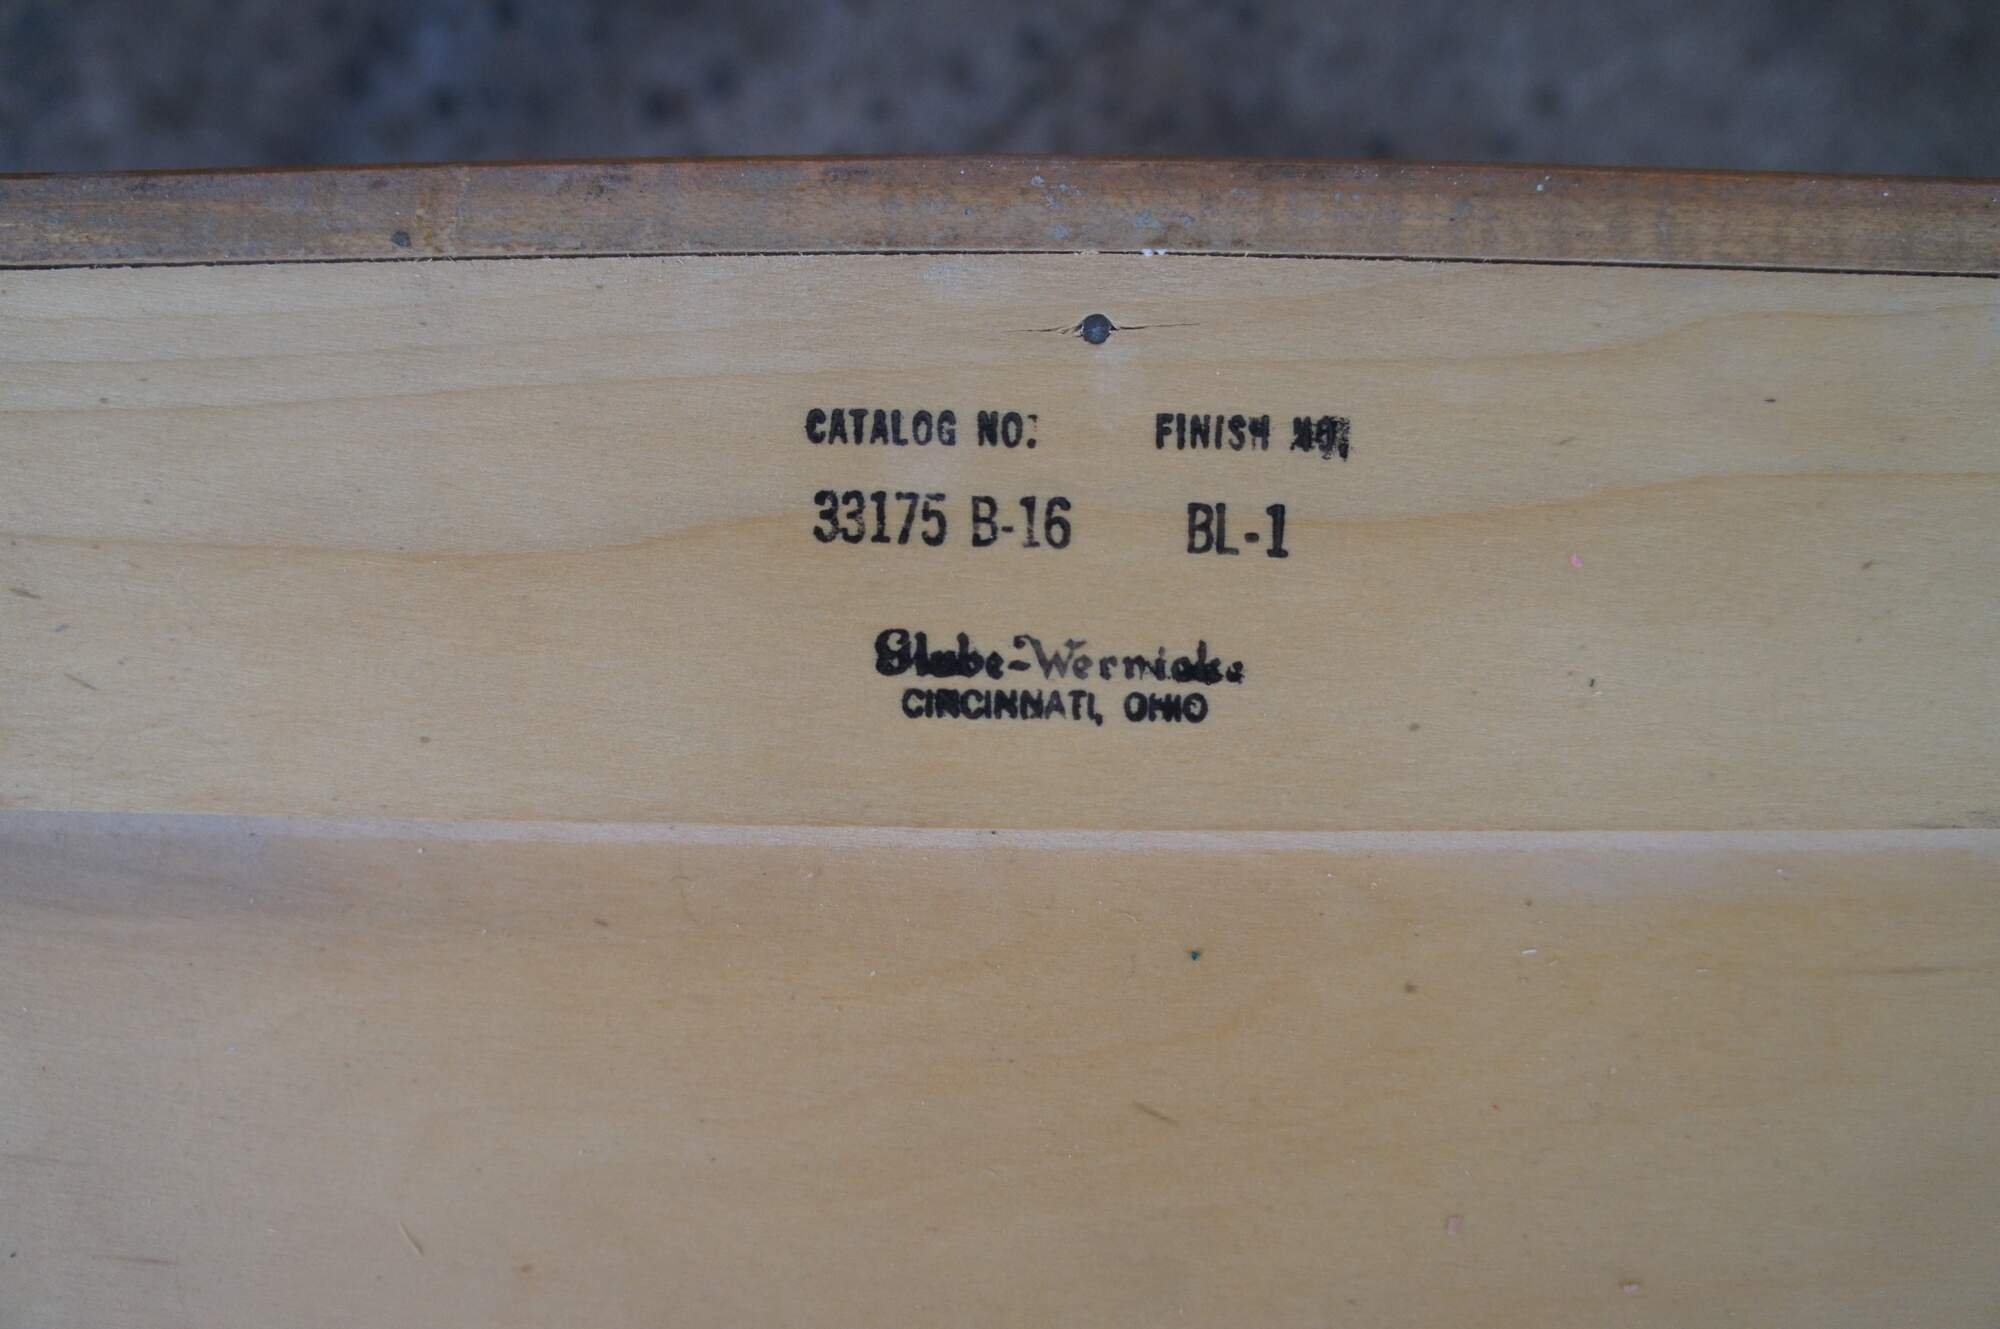 CATALOG NO. FINISH NO.
33175 B-16 BL-1
Globe-Wernicke
CINCINNATI, OHIO